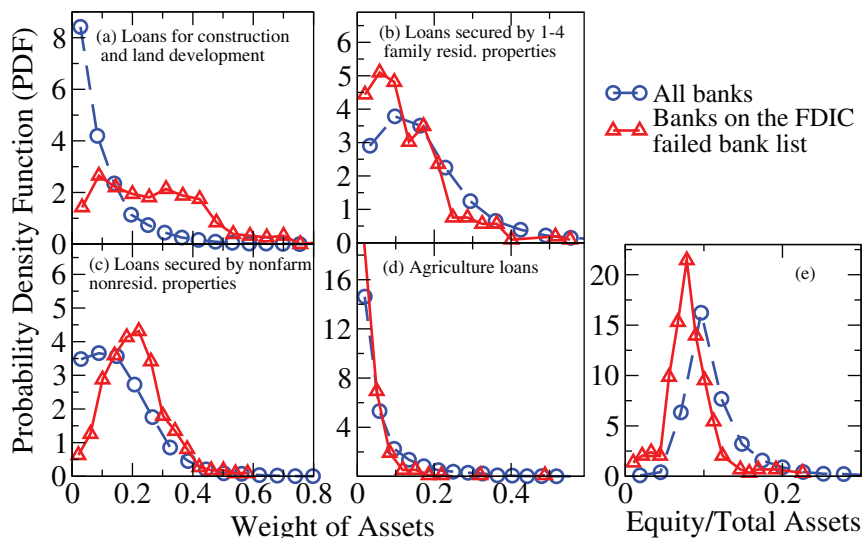 Probability Density Function (PDF)
8
6
4
2
0
(a) Loans for construction
and land development
6
5
4
3
2
1
0
(b) Loans secured by 1-4
family resid. properties
All banks
Banks on the FDIC
failed bank list
6
5
4
3
2
1
0
(c) Loans secured by nonfarm
nonresid. properties
0 0.2 0.4 0.6 0.8
16
12
8
4
(d) Agriculture loans
0 0.2 0.4
Weight of Assets
20
15
10
5
0
(e)
0 0.2
Equity/Total Assets